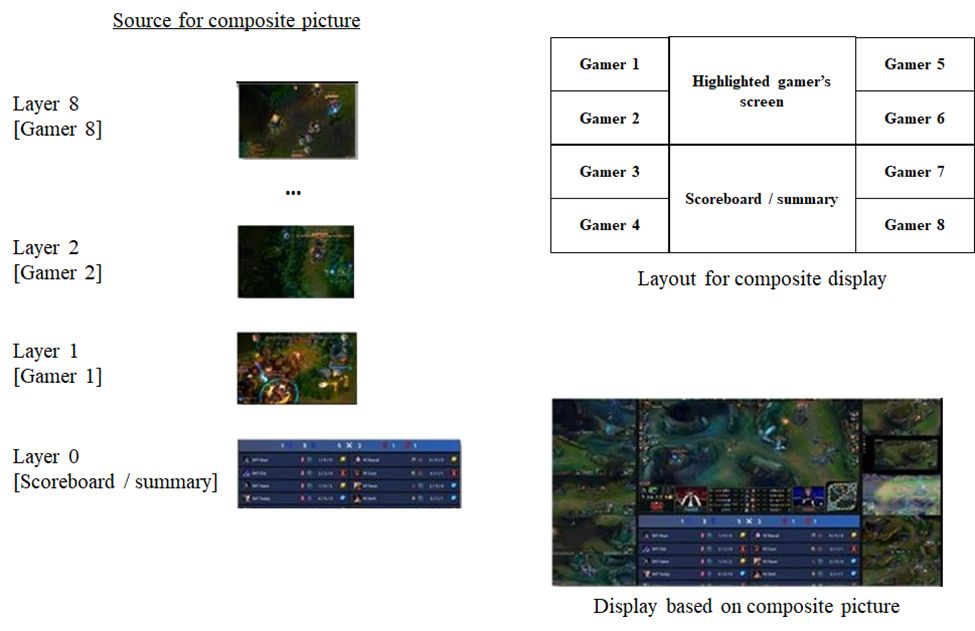 Source for composite picture
Layer 8
[Gamer 8]
...
Layer 2
[Gamer 2]
Layer 1
[Gamer 1]
Layer 0
[Scoreboard / summary]
Gamer 1
Highlighted gamer's
screen
Gamer 5
Gamer 2
Gamer 6
Gamer 3
Scoreboard / summary
Gamer 7
Gamer 4
Gamer 8
Layout for composite display
Display based on composite picture